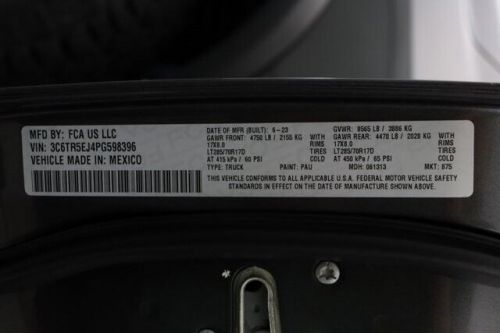 MFD BY: FCA US LLC
VIN: 3C6TR5EJ4PG598396
VEHICLE MADE IN: MEXICO
DATE OF MFR (BUILT): 6-23 GVWR: 8565 LB / 3886 KG
GAWR FRONT: 4750 LB / 2155 KG WITH GAWR REAR: 4470 LB / 2028 KG WITH
17X8.0 RIMS 17X8.0 RIMS
LT285/70R17D TIRES LT285/70R17D TIRES
AT 415 kPa / 60 PSI AT 450 kPa / 65 PSI
TYPE: TRUCK PAINT: PAU MDH: 061313 MKT: 875
THIS VEHICLE CONFORMS TO ALL APPLICABLE U.S.A. FEDERAL MOTOR VEHICLE SAFETY
STANDARDS IN EFFECT ON THE DATE OF MANUFACTURE SHOWN ABOVE.